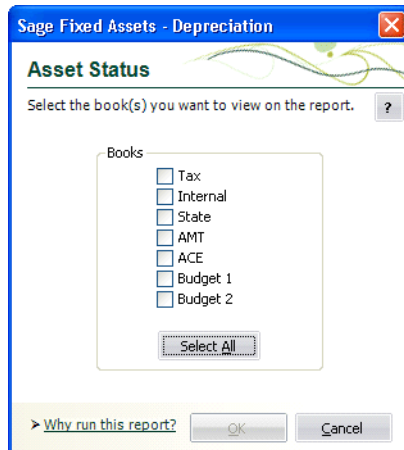 Sage Fixed Assets - Depreciation
Asset Status
Select the book(s) you want to view on the report.
?
Books
Tax
Internal
State
AMT
ACE
Budget 1
Budget 2
Select All
> Why run this report?
OK
Cancel